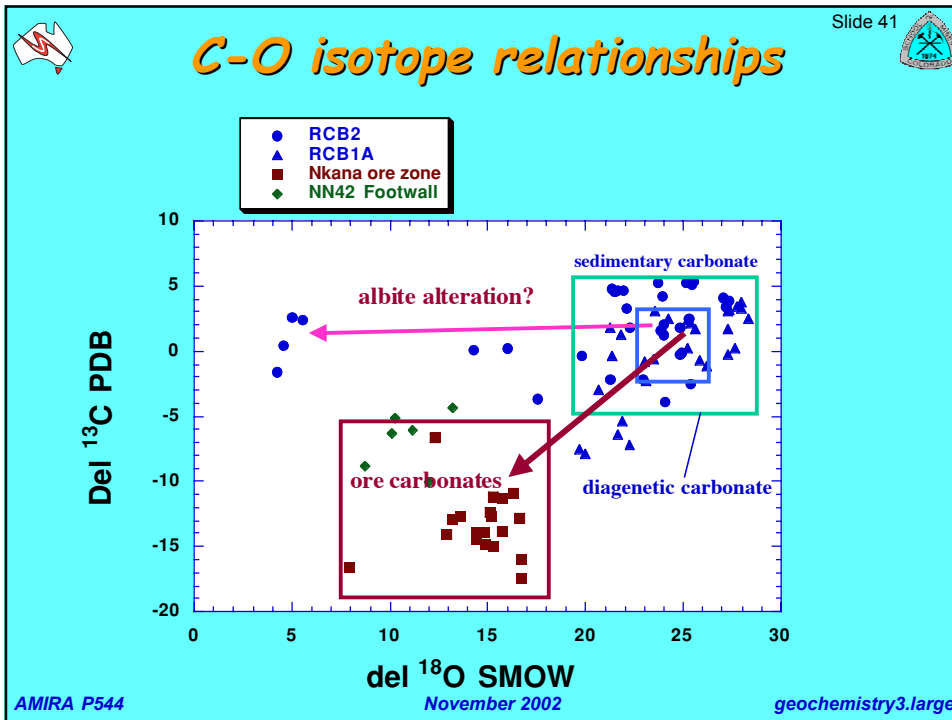 Slide 41
C-O isotope relationships
RCB2
RCB1A
Nkana ore zone
NN42 Footwall
10
5
0
-5
-10
-15
-20
Del 13C PDB
sedimentary carbonate
albite alteration?
ore carbonates
diagenetic carbonate
0
5
10
15
20
25
30
del 18O SMOW
AMIRA P544
November 2002
geochemistry3.large